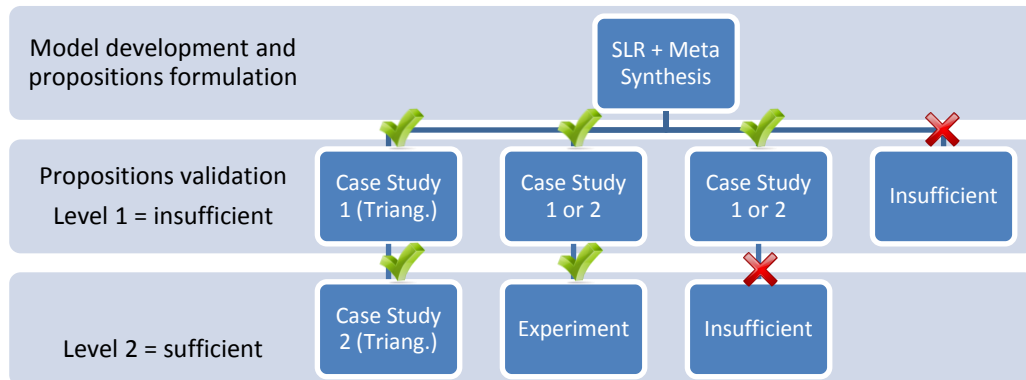 Model development and
propositions formulation
SLR + Meta
Synthesis
Propositions validation
Level 1 = insufficient
Case Study
1 (Triang.)
Case Study
1 or 2
Case Study
1 or 2
Insufficient
Level 2 = sufficient
Case Study
2 (Triang.)
Experiment
Insufficient